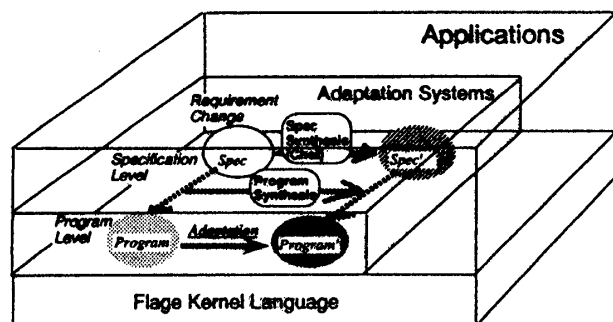 Applications
Adaptation Systems
Requirement
Change
Spec
Synthesis
Spec
Spec'
Specification
Level
Program
Synthesis
Program
Level
Program
Adaptation
Program'
Flage Kernel Language